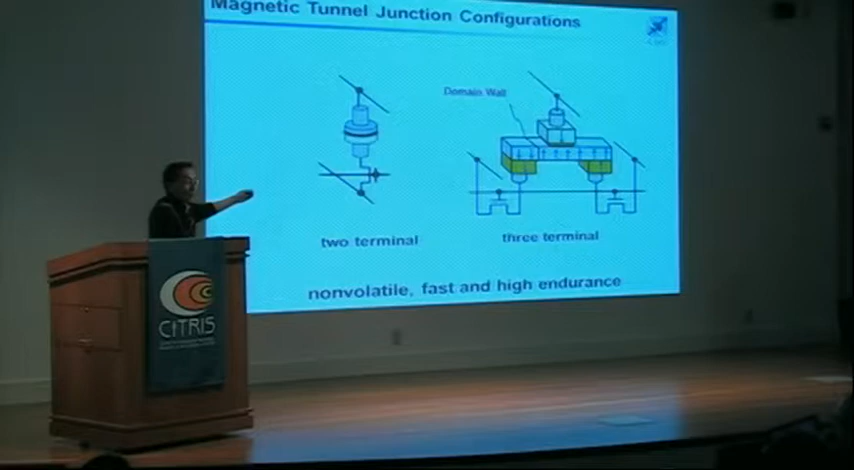 Magnetic Tunnel Junction Configurations
Domain Wall
two terminal
three terminal
nonvolatile, fast and high endurance
CITRIS